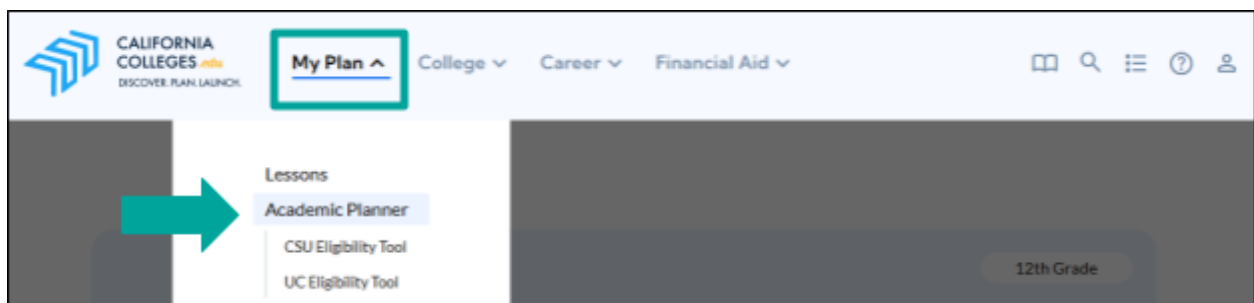 CALIFORNIA
COLLEGES.edu
DISCOVER. PLAN. LAUNCH.
My Plan
College
Career
Financial Aid
Lessons
Academic Planner
CSU Eligibility Tool
UC Eligibility Tool
12th Grade